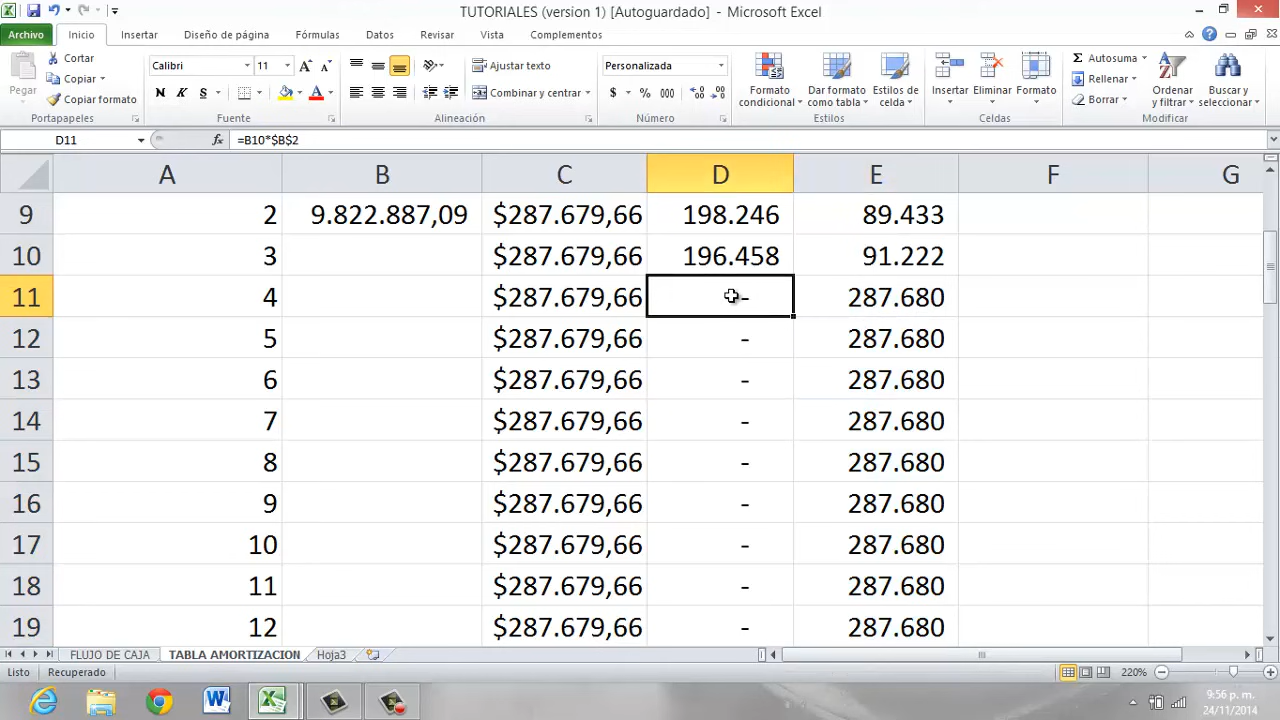 TUTORIALES (version 1) [Autoguardado] - Microsoft Excel
Archivo Inicio Insertar Diseño de página Fórmulas Datos Revisar Vista Complementos
Pegar
Cortar
Copiar
Copiar formato
Portapapeles
Calibri 11
N K S
A
Fuente
Ajustar texto
Combinar y centrar
Alineación
Personalizada
$ % 000
Número
Formato condicional
Dar formato como tabla
Estilos de celda
Estilos
Insertar Eliminar Formato
Celdas
Σ Autosuma
Rellenar
Borrar
Ordenar y filtrar
Buscar y seleccionar
Modificar
D11 fx =B10*$B$2
A B C D E F G
9 2 9.822.887,09 $287.679,66 198.246 89.433
10 3 $287.679,66 196.458 91.222
11 4 $287.679,66 - 287.680
12 5 $287.679,66 - 287.680
13 6 $287.679,66 - 287.680
14 7 $287.679,66 - 287.680
15 8 $287.679,66 - 287.680
16 9 $287.679,66 - 287.680
17 10 $287.679,66 - 287.680
18 11 $287.679,66 - 287.680
19 12 $287.679,66 - 287.680
FLUJO DE CAJA TABLA AMORTIZACION Hoja3
Listo Recuperado 220%
9:56 p. m.
24/11/2014